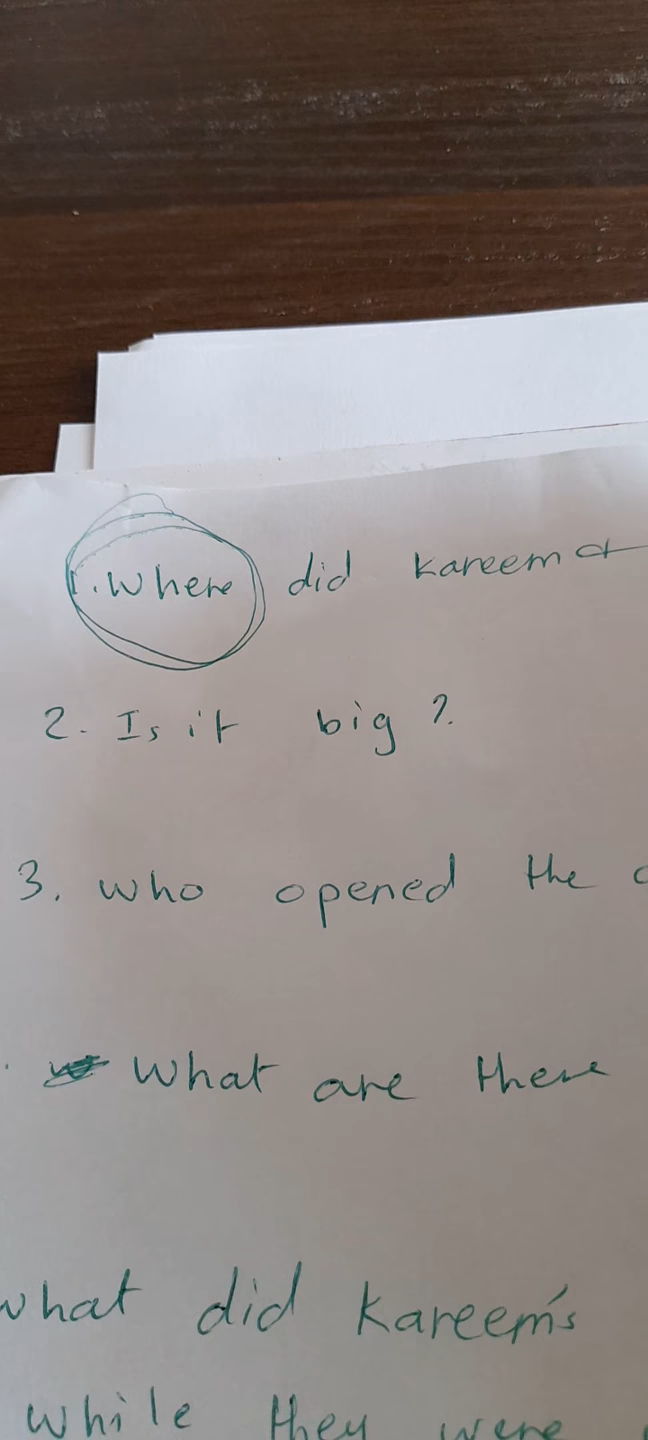 1. Where did kareem
2. Is it big ?
3. who opened the
What are there
what did kareem's
while they were